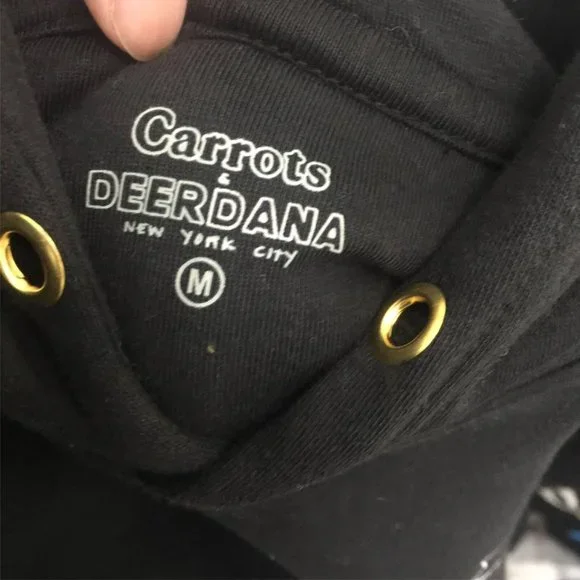 Carrots
&
DEERDANA
NEW YORK CITY
M